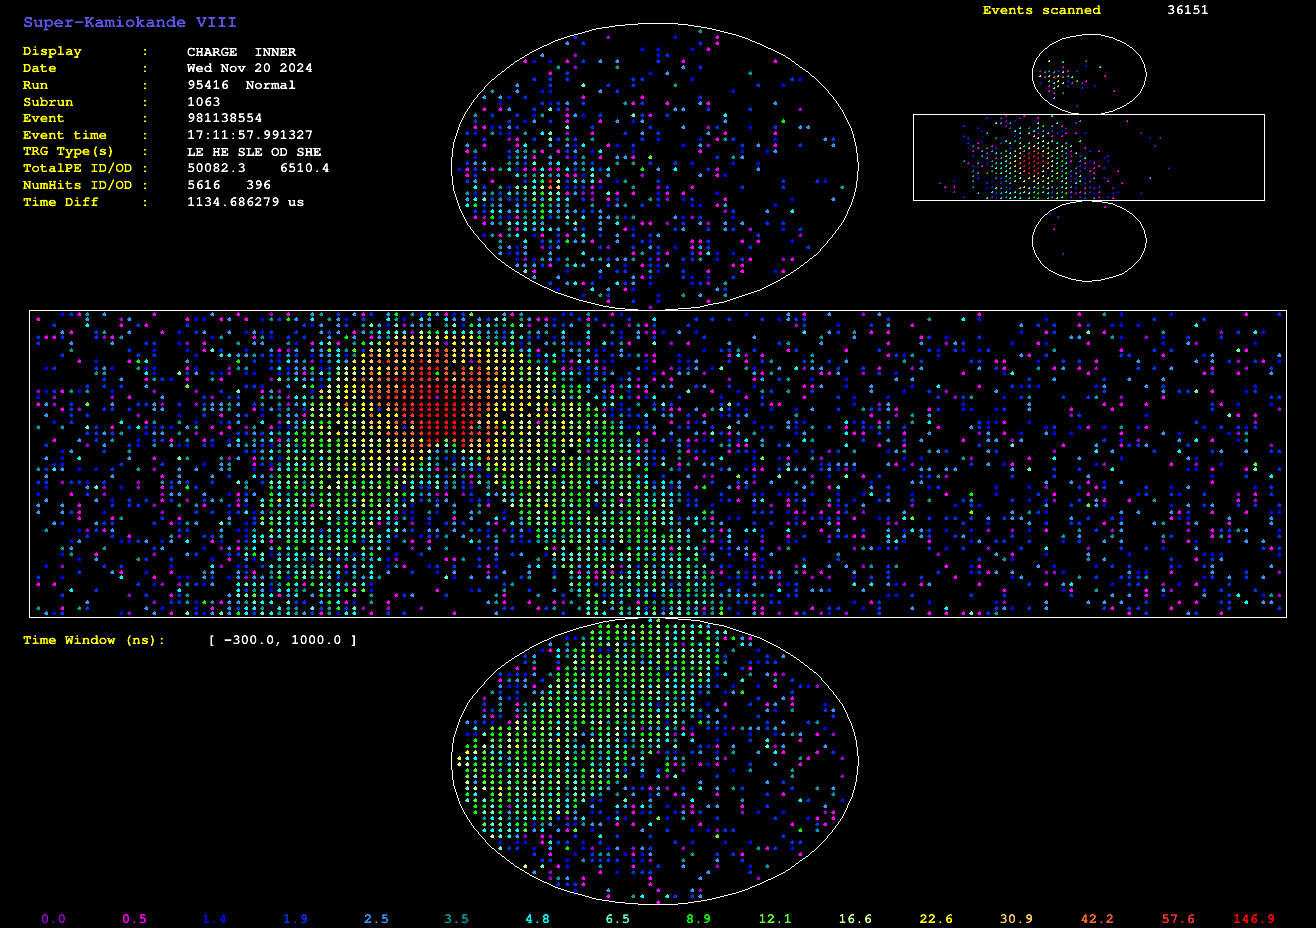 Super-Kamiokande VIII
Events scanned 36151
Display : CHARGE INNER
Date : Wed Nov 20 2024
Run : 95416 Normal
Subrun : 1063
Event : 981138554
Event time : 17:11:57.991327
TRG Type(s) : LE HE SLE OD SHE
TotalPE ID/OD : 50082.3 6510.4
NumHits ID/OD : 5616 396
Time Diff : 1134.686279 us
Time Window (ns): [ -300.0, 1000.0 ]
0.0 0.5 1.4 1.9 2.5 3.5 4.8 6.5 8.9 12.1 16.6 22.6 30.9 42.2 57.6 146.9